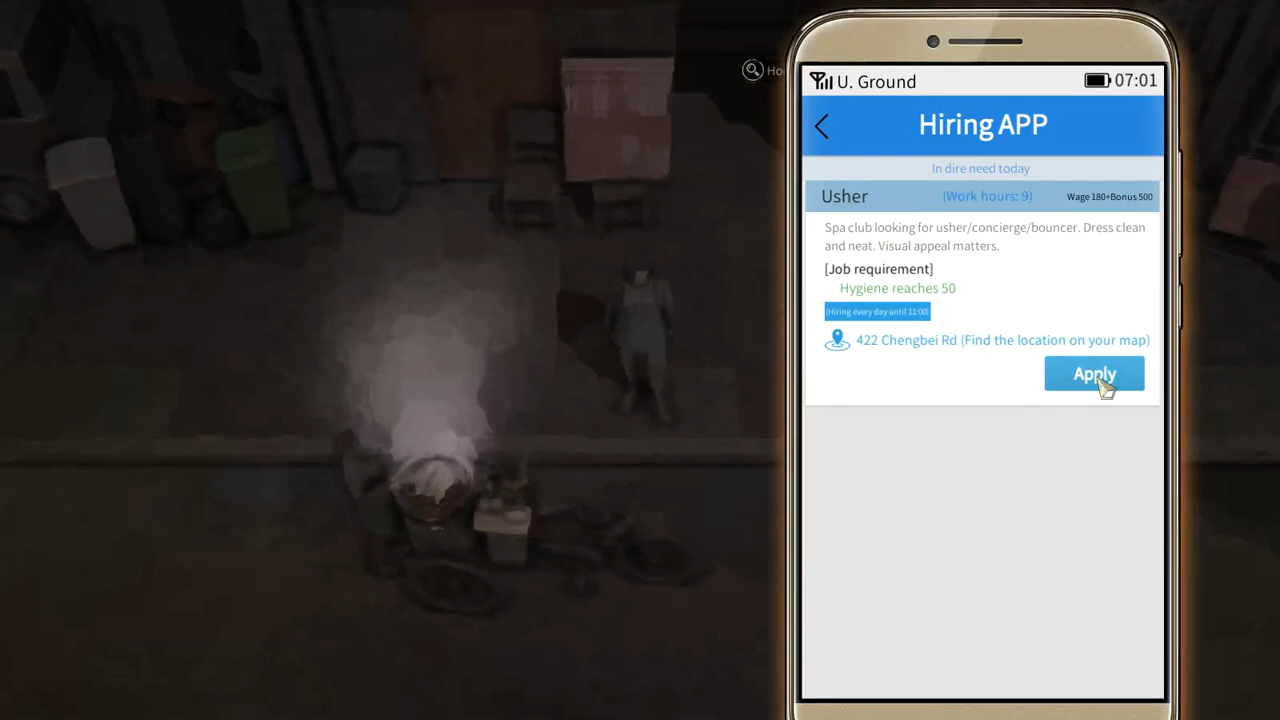 Ho
U. Ground 07:01
Hiring APP
In dire need today
Usher (Work hours: 9) Wage 180+Bonus 500
Spa club looking for usher/concierge/bouncer. Dress clean
and neat. Visual appeal matters.
[Job requirement]
Hygiene reaches 50
(Hiring every day until 11:00)
422 Chengbei Rd (Find the location on your map)
Apply